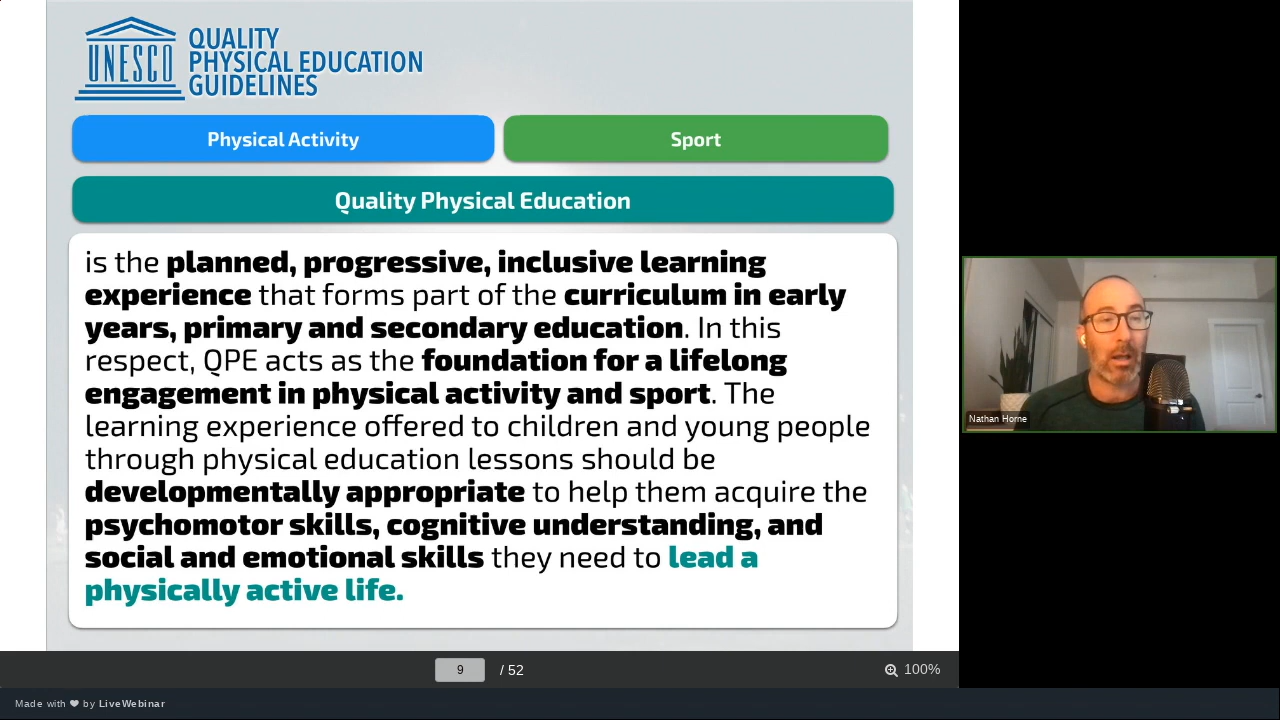 UNESCO
QUALITY
PHYSICAL EDUCATION
GUIDELINES
Physical Activity
Sport
Quality Physical Education
is the planned, progressive, inclusive learning
experience that forms part of the curriculum in early
years, primary and secondary education. In this
respect, QPE acts as the foundation for a lifelong
engagement in physical activity and sport. The
learning experience offered to children and young people
through physical education lessons should be
developmentally appropriate to help them acquire the
psychomotor skills, cognitive understanding, and
social and emotional skills they need to lead a
physically active life.
Nathan Horne
9 / 52
100%
Made with ❤ by LiveWebinar